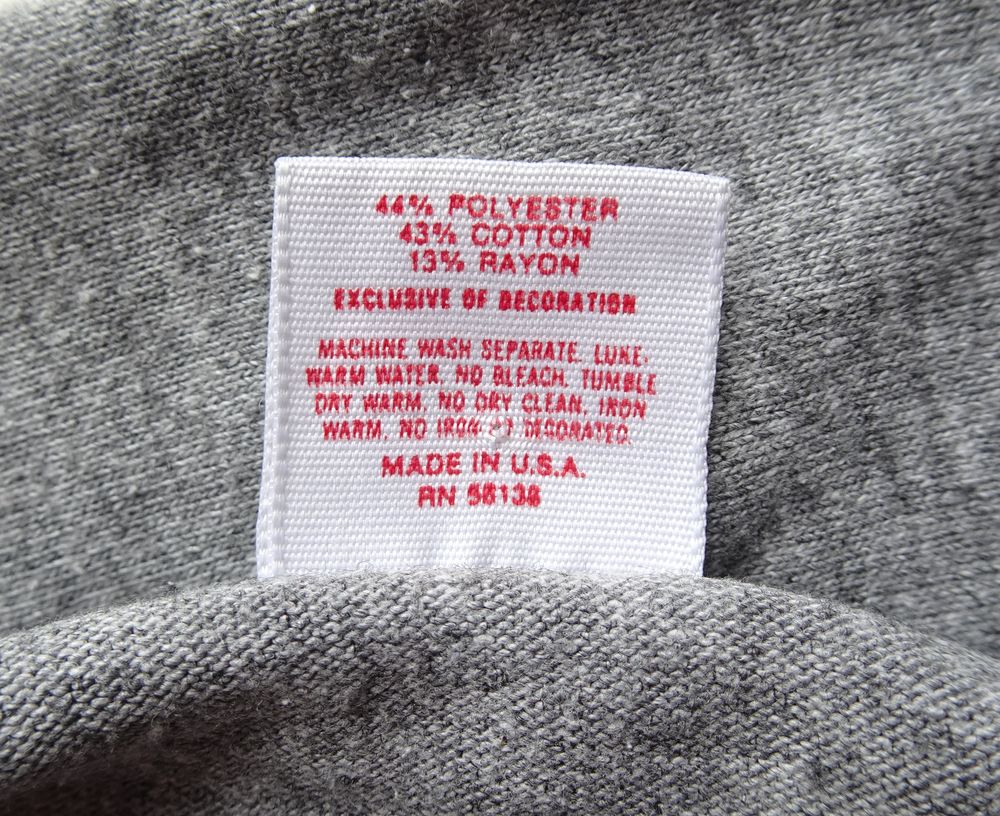 44% POLYESTER
43% COTTON
13% RAYON
EXCLUSIVE OF DECORATION
MACHINE WASH SEPARATE, LUKE-
WARM WATER, NO BLEACH, TUMBLE
DRY WARM, NO DRY CLEAN, IRON
WARM, NO IRON DECORATED.
MADE IN U.S.A.
RN